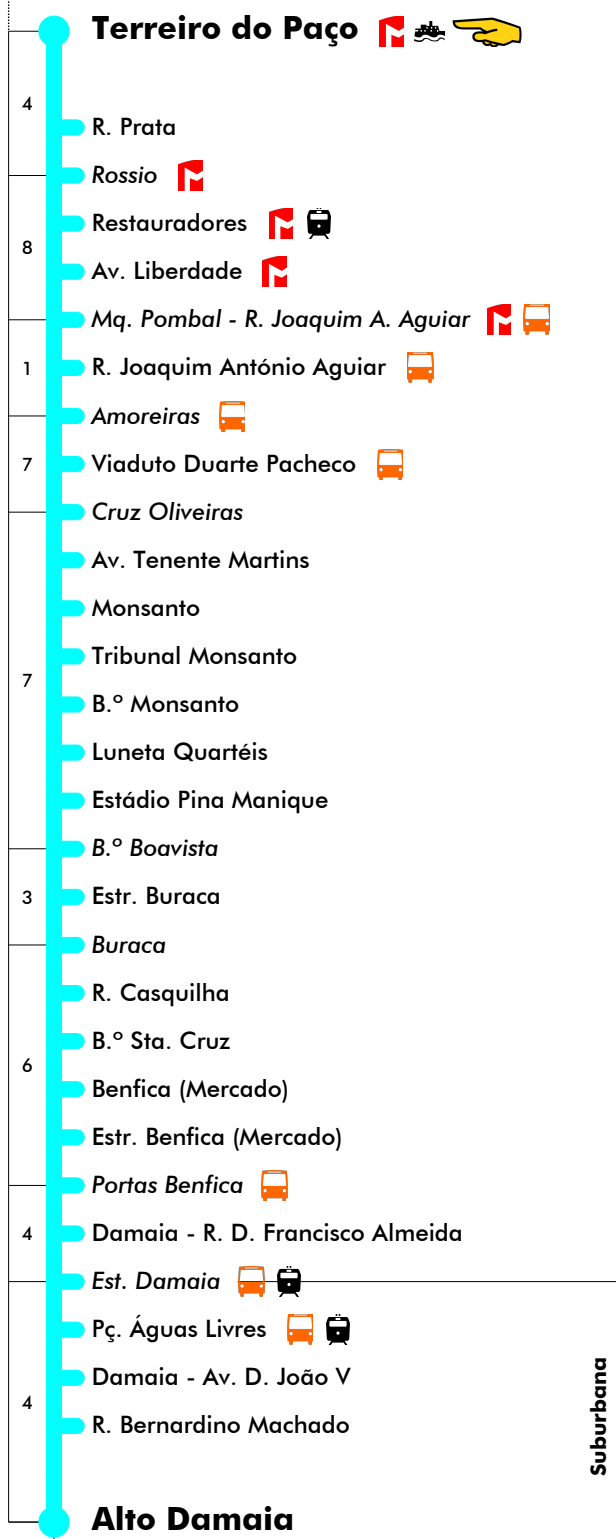 Terreiro do Paço
4
R. Prata
Rossio
Restauradores
8
Av. Liberdade
Mq. Pombal - R. Joaquim A. Aguiar
1
R. Joaquim António Aguiar
Amoreiras
7
Viaduto Duarte Pacheco
Cruz Oliveiras
Av. Tenente Martins
Monsanto
Tribunal Monsanto
7
B.º Monsanto
Luneta Quartéis
Estádio Pina Manique
B.º Boavista
3
Estr. Buraca
Buraca
R. Casquilha
B.º Sta. Cruz
6
Benfica (Mercado)
Estr. Benfica (Mercado)
Portas Benfica
4
Damaia - R. D. Francisco Almeida
Est. Damaia
Pç. Águas Livres
Damaia - Av. D. João V
4
R. Bernardino Machado
Suburbana
Alto Damaia